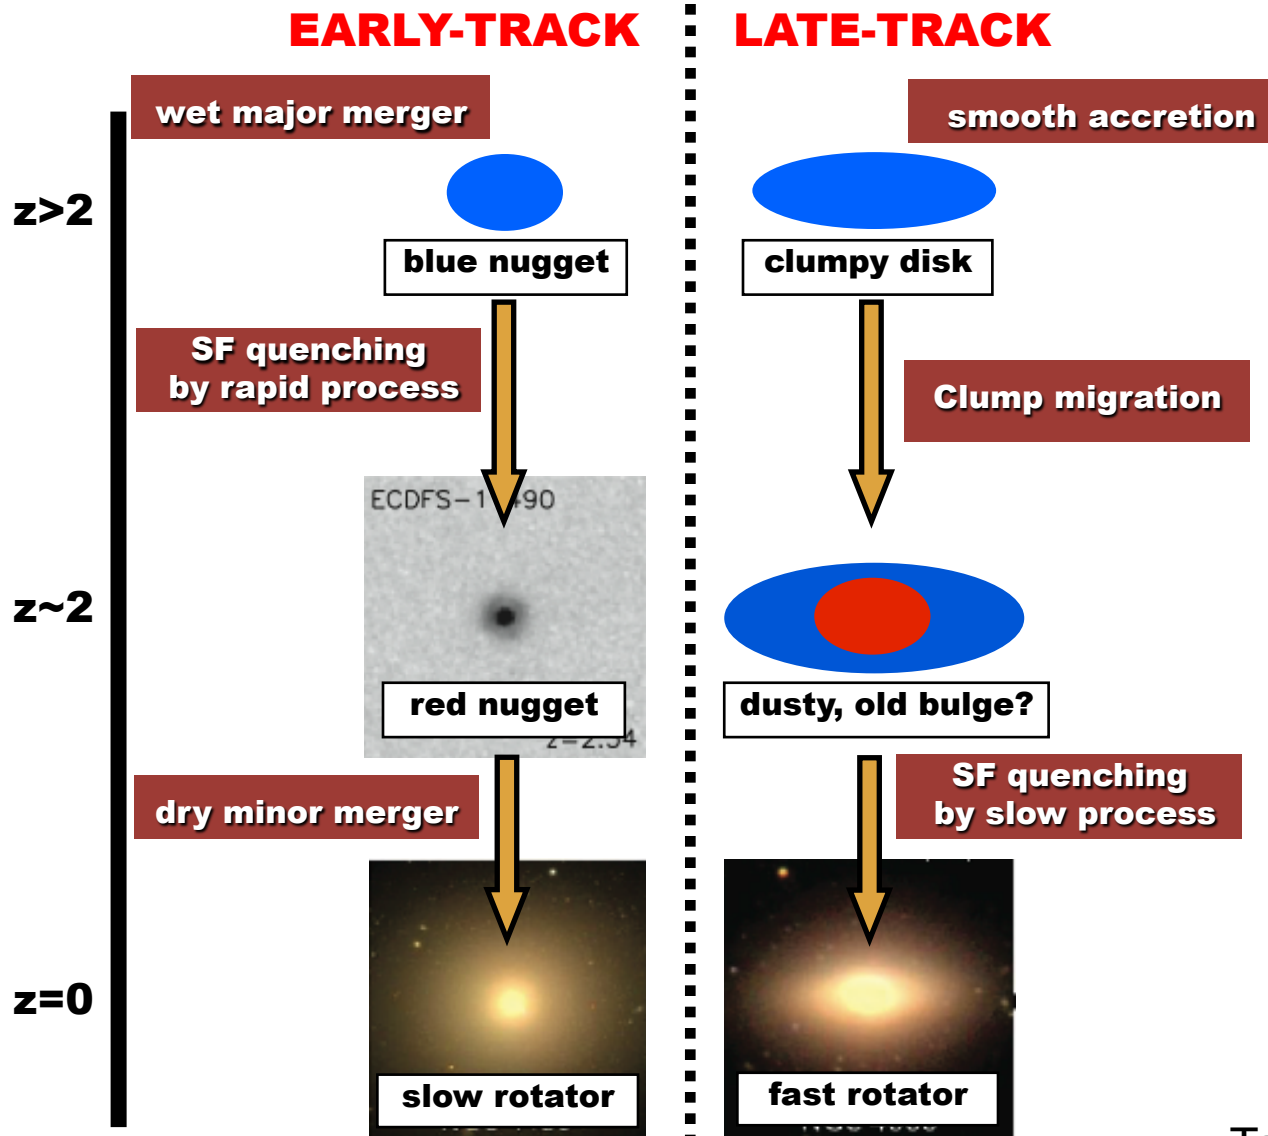 EARLY-TRACK
LATE-TRACK
wet major merger
smooth accretion
z>2
blue nugget
clumpy disk
SF quenching
by rapid process
Clump migration
z~2
red nugget
dusty, old bulge?
dry minor merger
SF quenching
by slow process
z=0
slow rotator
fast rotator